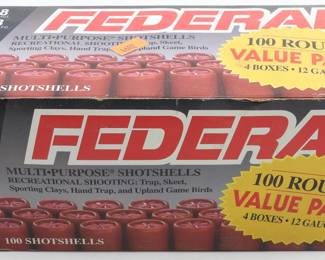 8
FEDERA
100 ROU
MULTI-PURPOSE® SHOTSHELLS
RECREATIONAL SHOOTING: Trap, Skeet,
Sporting Clays, Hand Trap, and Upland Game Birds
VALUE PA
4 BOXES • 12 GAU
FEDERA
MULTI-PURPOSE® SHOTSHELLS
RECREATIONAL SHOOTING: Trap, Skeet,
Sporting Clays, Hand Trap, and Upland Game Birds
100 ROU
VALUE PA
4 BOXES • 12 GAUG
100 SHOTSHELLS